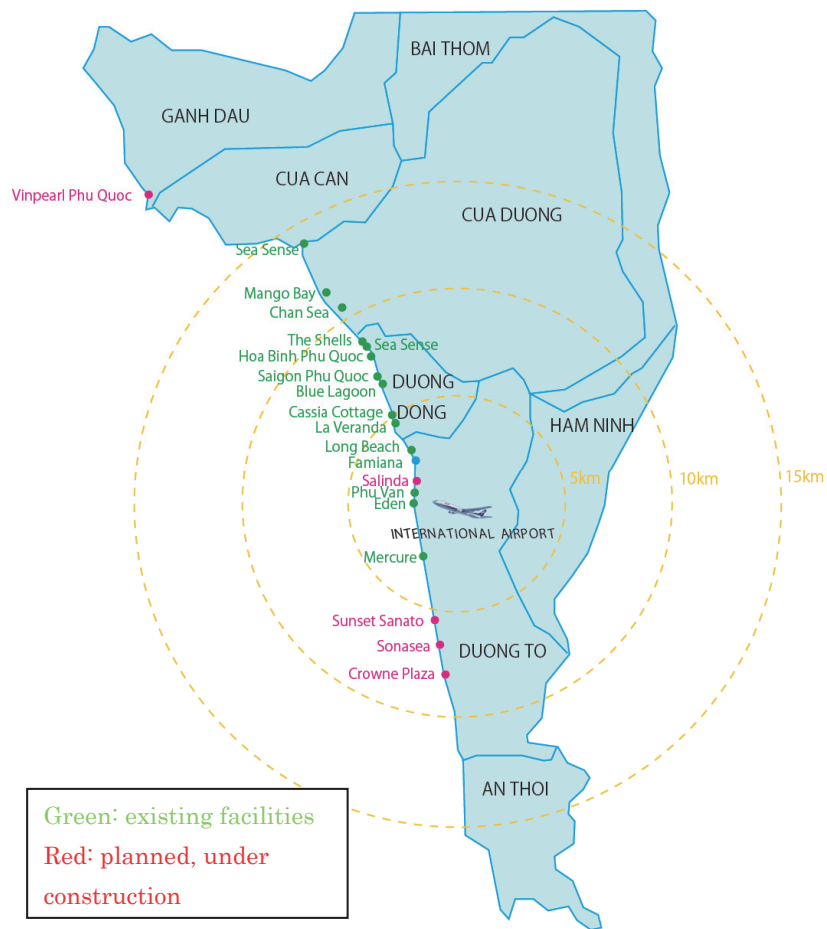 BAI THOM
GANH DAU
CUA CAN
Vinpearl Phu Quoc
CUA DUONG
Sea Sense
Mango Bay
Chan Sea
The Shells
Sea Sense
Hoa Binh Phu Quoc
Saigon Phu Quoc
DUONG
Blue Lagoon
Cassia Cottage
DONG
La Veranda
HAM NINH
Long Beach
Famiana
Salinda
5km
10km
15km
Phu Van
Eden
INTERNATIONAL AIRPORT
Mercure
Sunset Sanato
Sonasea
DUONG TO
Crowne Plaza
AN THOI
Green: existing facilities
Red: planned, under
construction